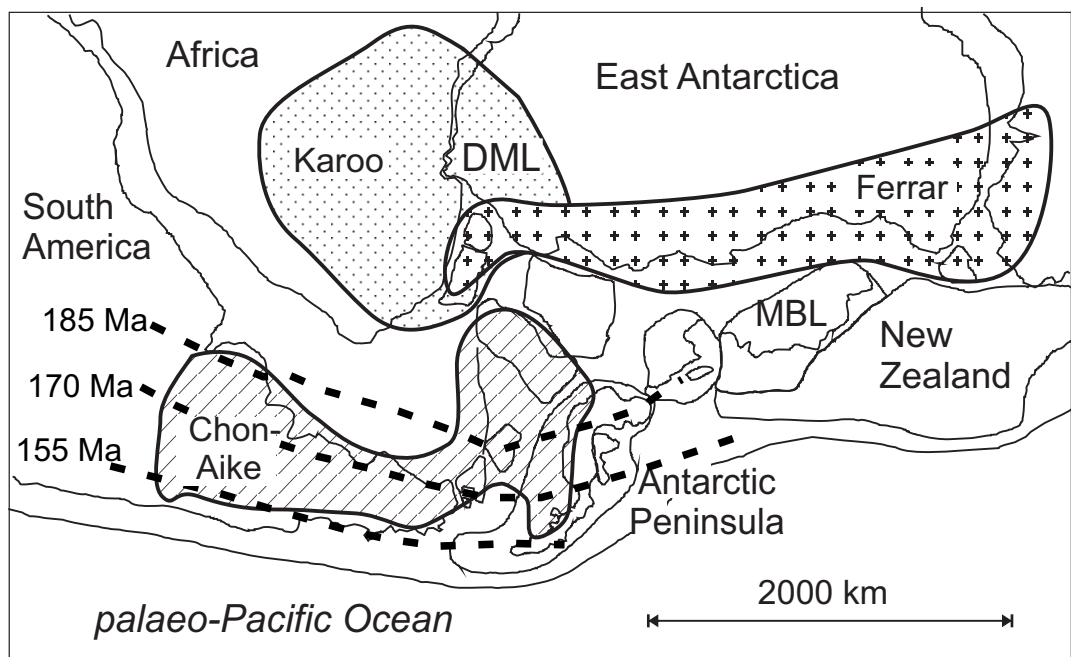 Africa
East Antarctica
Karoo
DML
Ferrar
South
America
185 Ma
MBL
New
Zealand
170 Ma
Chon-
Aike
155 Ma
Antarctic
Peninsula
2000 km
palaeo-Pacific Ocean